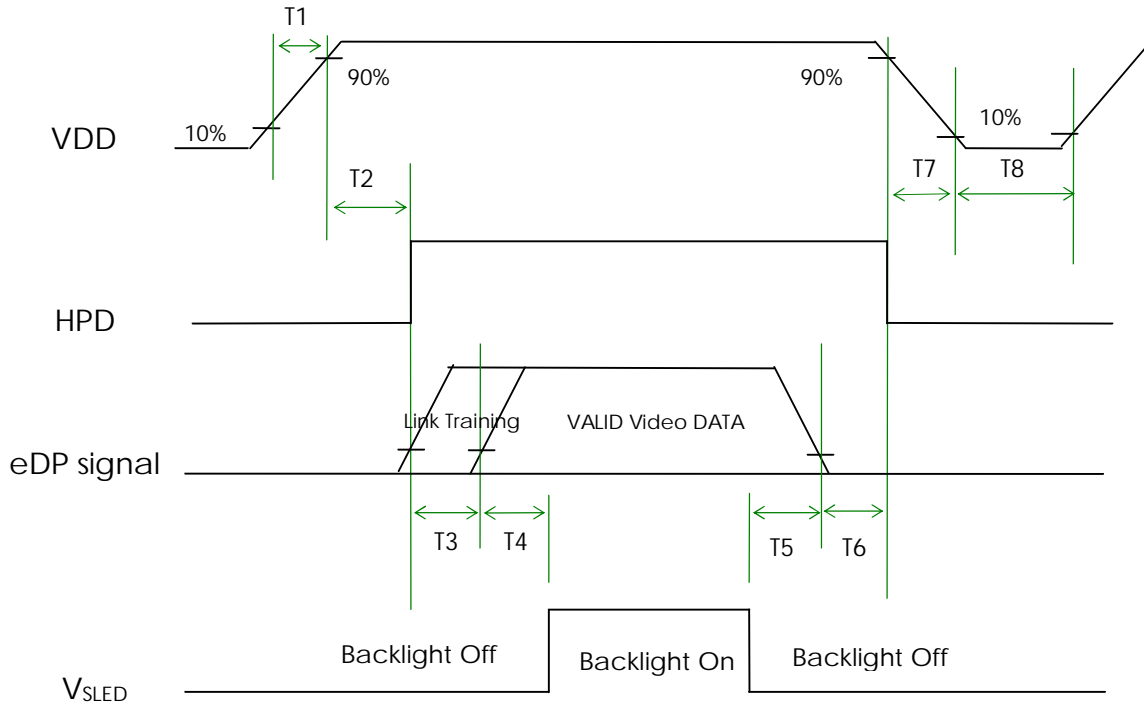 T1
90%
90%
10%
10%
VDD
T2
T7
T8
HPD
Link Training
VALID Video DATA
eDP signal
T3
T4
T5
T6
Backlight Off
Backlight On
Backlight Off
VSLED